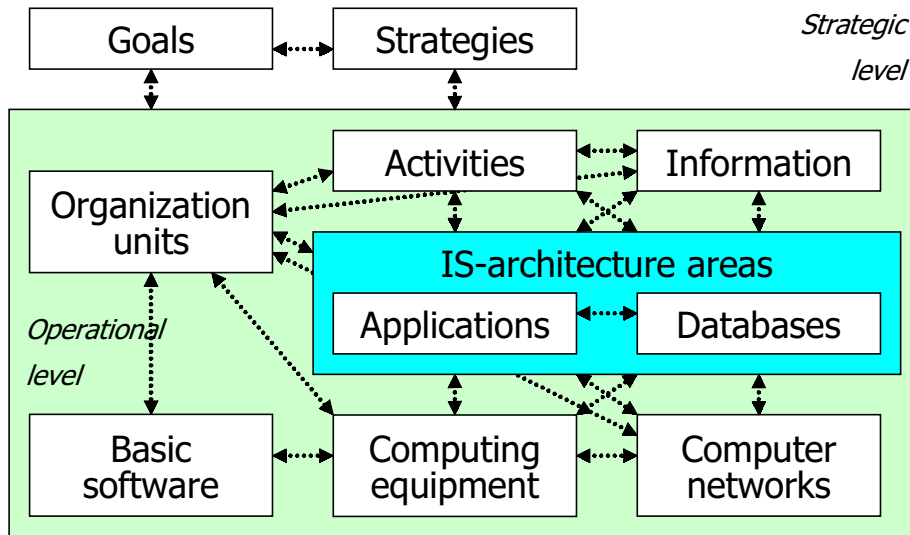 Goals
Strategies
Strategic
level
Activities
Information
Organization
units
IS-architecture areas
Applications
Databases
Operational
level
Basic
software
Computing
equipment
Computer
networks